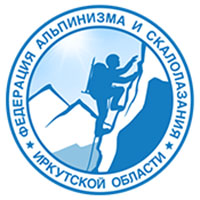 ФЕДЕРАЦИЯ АЛЬПИНИЗМА И СКАЛОЛАЗАНИЯ
ИРКУТСКОЙ ОБЛАСТИ